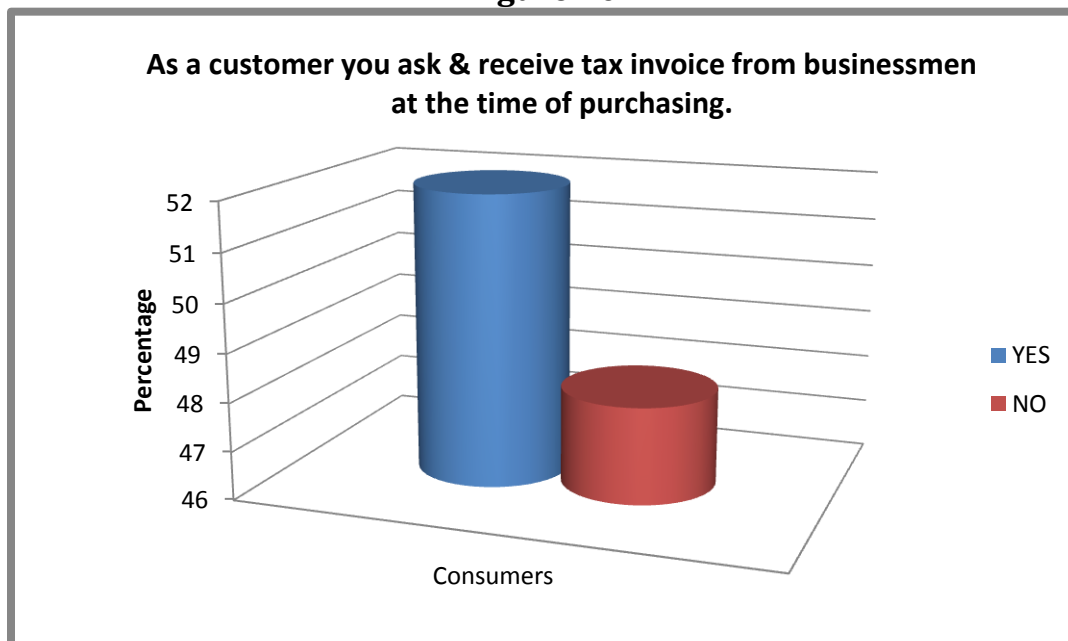 As a customer you ask & receive tax invoice from businessmen
at the time of purchasing.
52
51
50
49
48
47
46
Percentage
Consumers
YES
NO